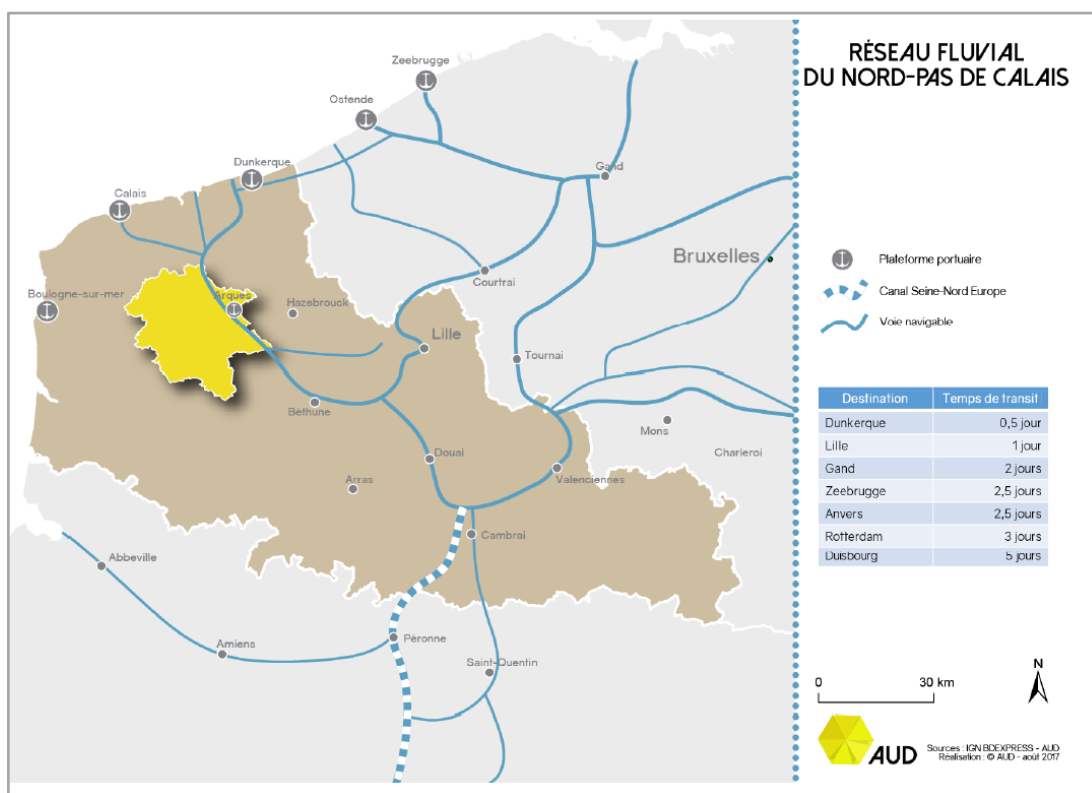 RÉSEAU FLUVIAL
DU NORD-PAS DE CALAIS
Zeebrugge
Ostende
Dunkerque
Calais
Gand
Bruxelles
Courtrai
Boulogne-sur-mer
Arques
Hazebrouck
Lille
Tournai
Béthune
Mons
Charleroi
Douai
Valenciennes
Arras
Cambrai
Abbeville
Amiens
Péronne
Saint-Quentin
Plateforme portuaire
Canal Seine-Nord Europe
Voie navigable
Destination Temps de transit
Dunkerque 0,5 jour
Lille 1 jour
Gand 2 jours
Zeebrugge 2,5 jours
Anvers 2,5 jours
Rotterdam 3 jours
Duisbourg 5 jours
0 30 km
N
AUD
Sources : IGN BDEXPRESS - AUD
Réalisation : © AUD - août 2017